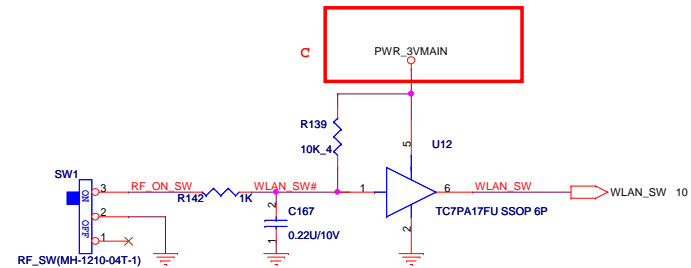 C
PWR_3VMAIN
R139
10K_4
5
U12
SW1
ON
OFF
3
RF_ON_SW
R142
1K
WLAN_SW#
1
6
WLAN_SW
WLAN_SW 10
2
2
C167
TC7PA17FU SSOP 6P
1
1
0.22U/10V
2
RF_SW(MH-1210-04T-1)